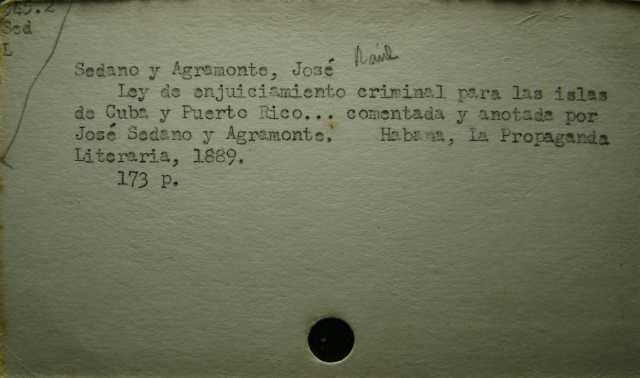 Sed
L
Sedano y Agramonte, José
Ley de enjuiciamiento criminal para las islas
de Cuba y Puerto Rico... comentada y anotada por
José Sedano y Agramonte. Habana, La Propaganda
Literaria, 1889.
173 p.